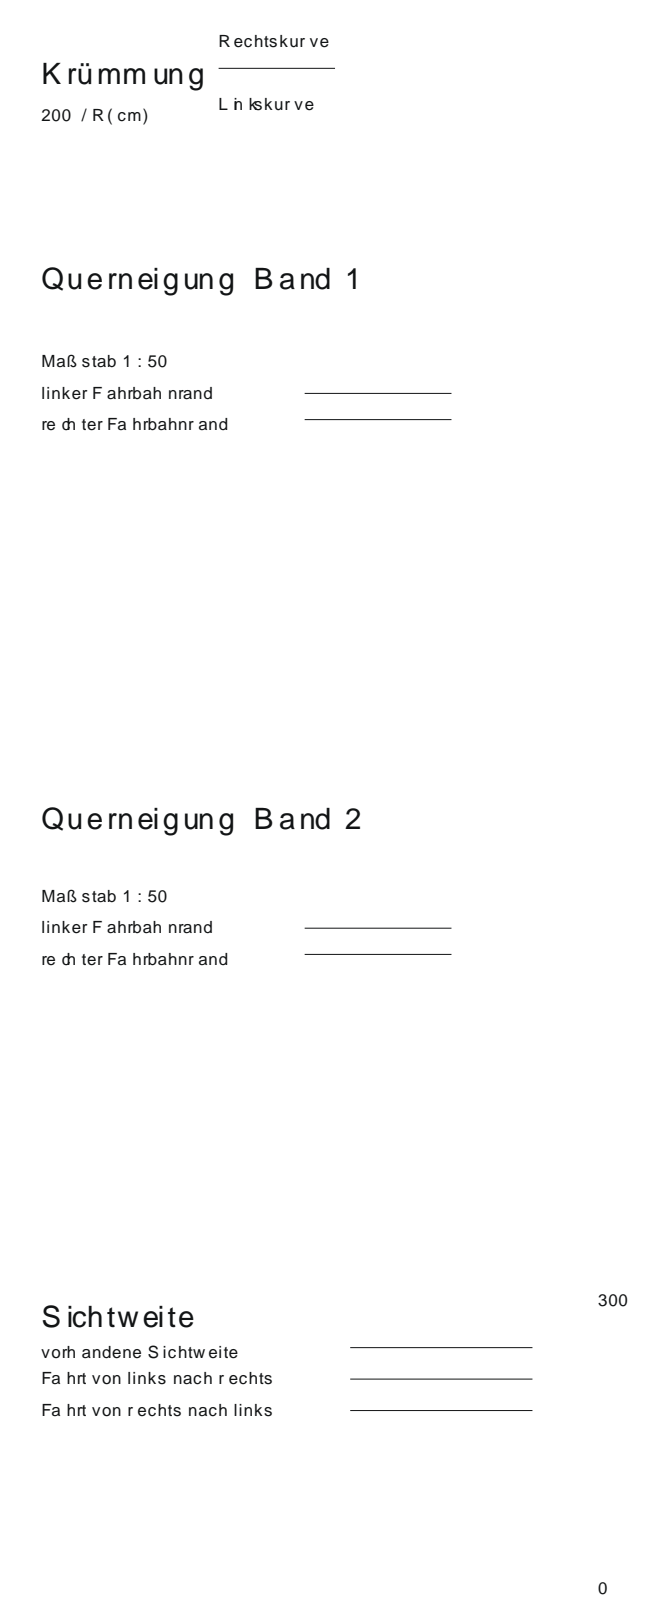 Rechtskurve
Krümmung
Linkskurve
200 / R(cm)
Querneigung Band 1
Maßstab 1 : 50
linker Fahrbahnrand
rechter Fahrbahnrand
Querneigung Band 2
Maßstab 1 : 50
linker Fahrbahnrand
rechter Fahrbahnrand
300
Sichtweite
vorhandene Sichtweite
Fahrt von links nach rechts
Fahrt von rechts nach links
0